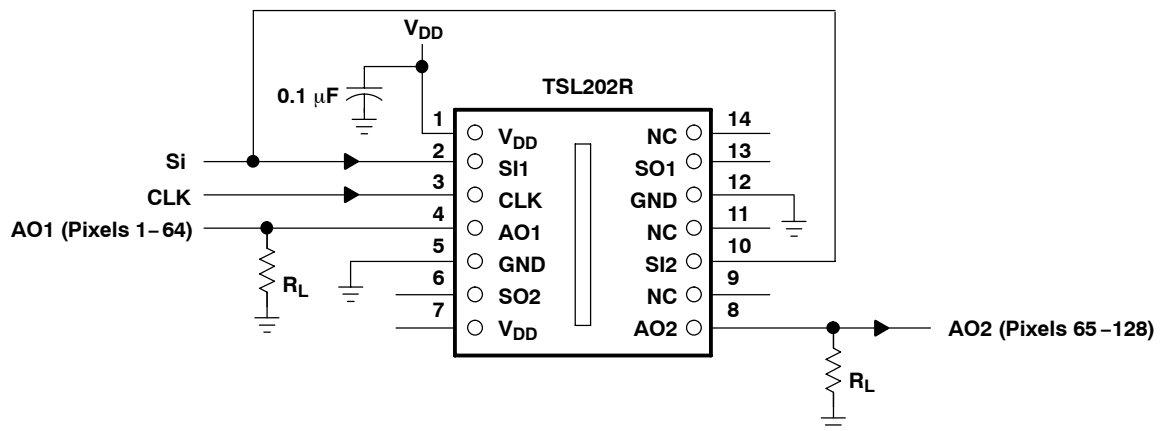 VDD
TSL202R
0.1 μF
1
VDD
NC
14
Si
2
SI1
SO1
13
CLK
3
CLK
GND
12
AO1 (Pixels 1–64)
4
AO1
NC
11
5
GND
SI2
10
RL
6
SO2
NC
9
7
VDD
AO2
8
AO2 (Pixels 65–128)
RL